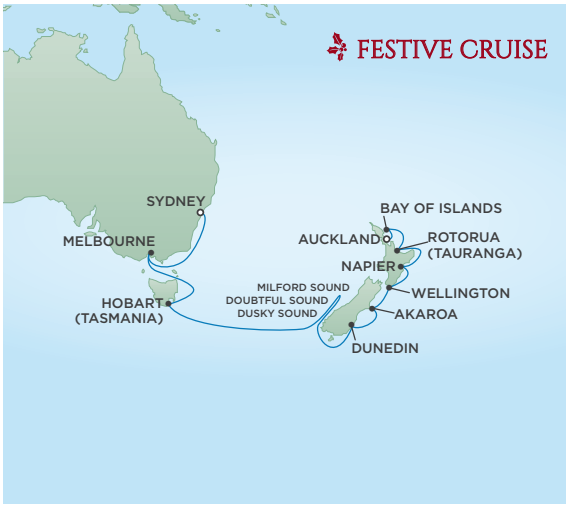 FESTIVE CRUISE
SYDNEY
MELBOURNE
HOBART
(TASMANIA)
BAY OF ISLANDS
AUCKLAND
ROTORUA
(TAURANGA)
NAPIER
MILFORD SOUND
DOUBTFUL SOUND
DUSKY SOUND
WELLINGTON
AKAROA
DUNEDIN